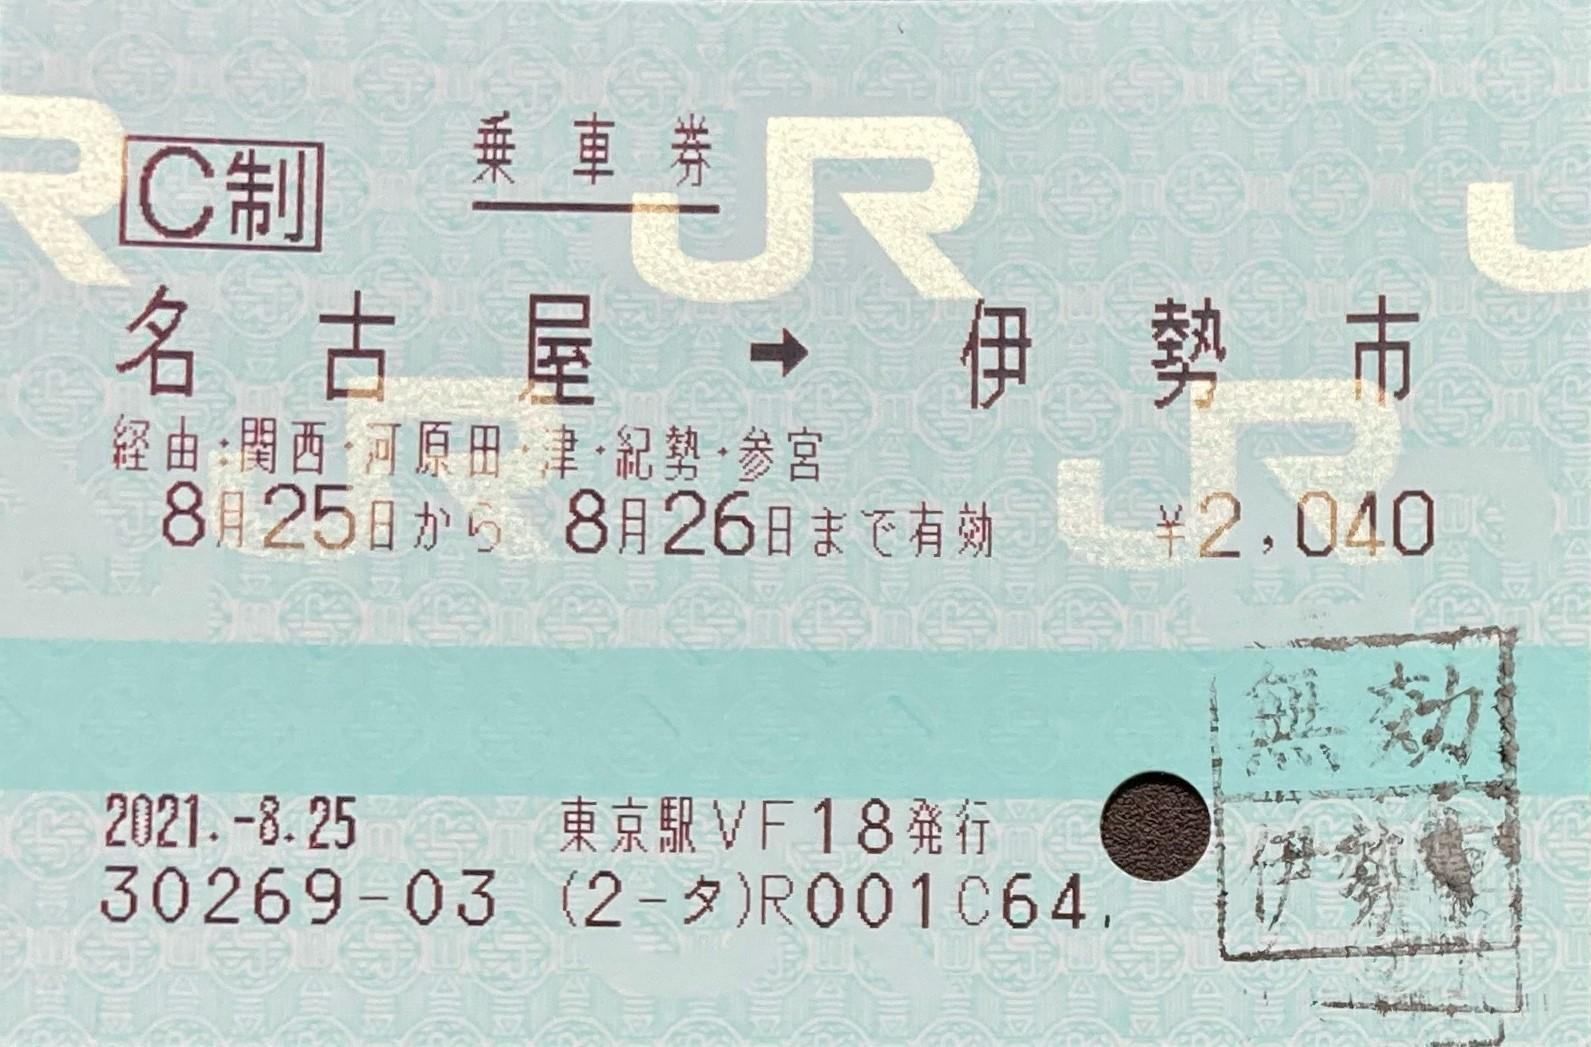 C制
乗車券
名古屋➡伊勢市
経由:関西・河原田・津・紀勢・参宮
8月25日から 8月26日まで有効 ¥2,040
2021.-8.25 東京駅VF18発行
30269-03 (2-タ)R001C64
無効
伊勢
JR
JR
JR